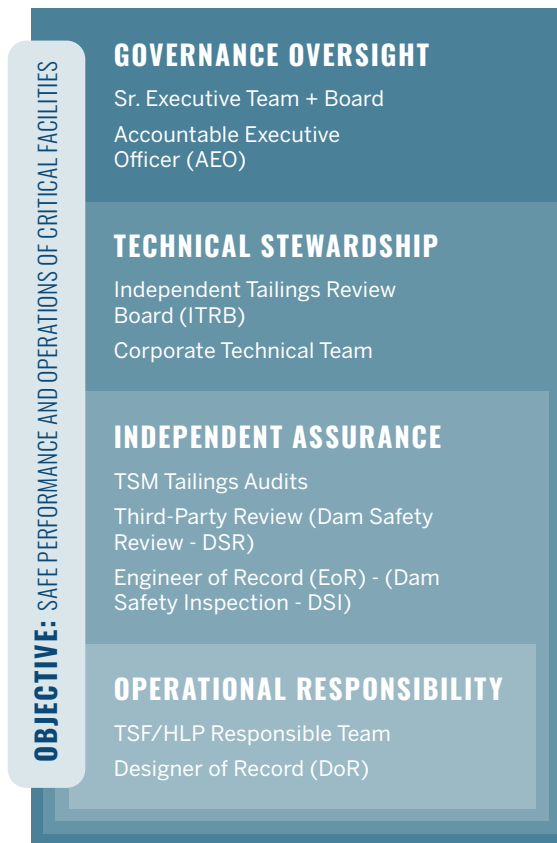 OBJECTIVE: SAFE PERFORMANCE AND OPERATIONS OF CRITICAL FACILITIES
GOVERNANCE OVERSIGHT
Sr. Executive Team + Board
Accountable Executive
Officer (AEO)
TECHNICAL STEWARDSHIP
Independent Tailings Review
Board (ITRB)
Corporate Technical Team
INDEPENDENT ASSURANCE
TSM Tailings Audits
Third-Party Review (Dam Safety
Review - DSR)
Engineer of Record (EoR) - (Dam
Safety Inspection - DSI)
OPERATIONAL RESPONSIBILITY
TSF/HLP Responsible Team
Designer of Record (DoR)